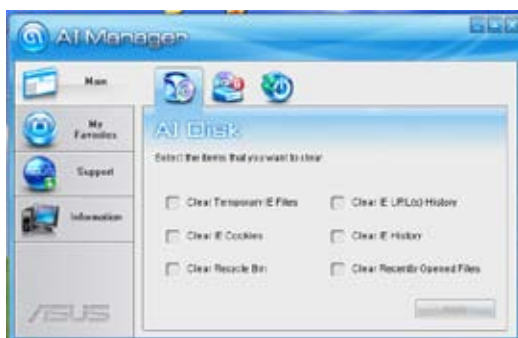 AI Manager
Main
My Favorites
Support
Information
ASUS
AI Disk
Select the items that you want to clear
Clear Temporary IE Files
Clear IE URL(s) History
Clear IE Cookies
Clear IE History
Clear Recycle Bin
Clear Recently Opened Files